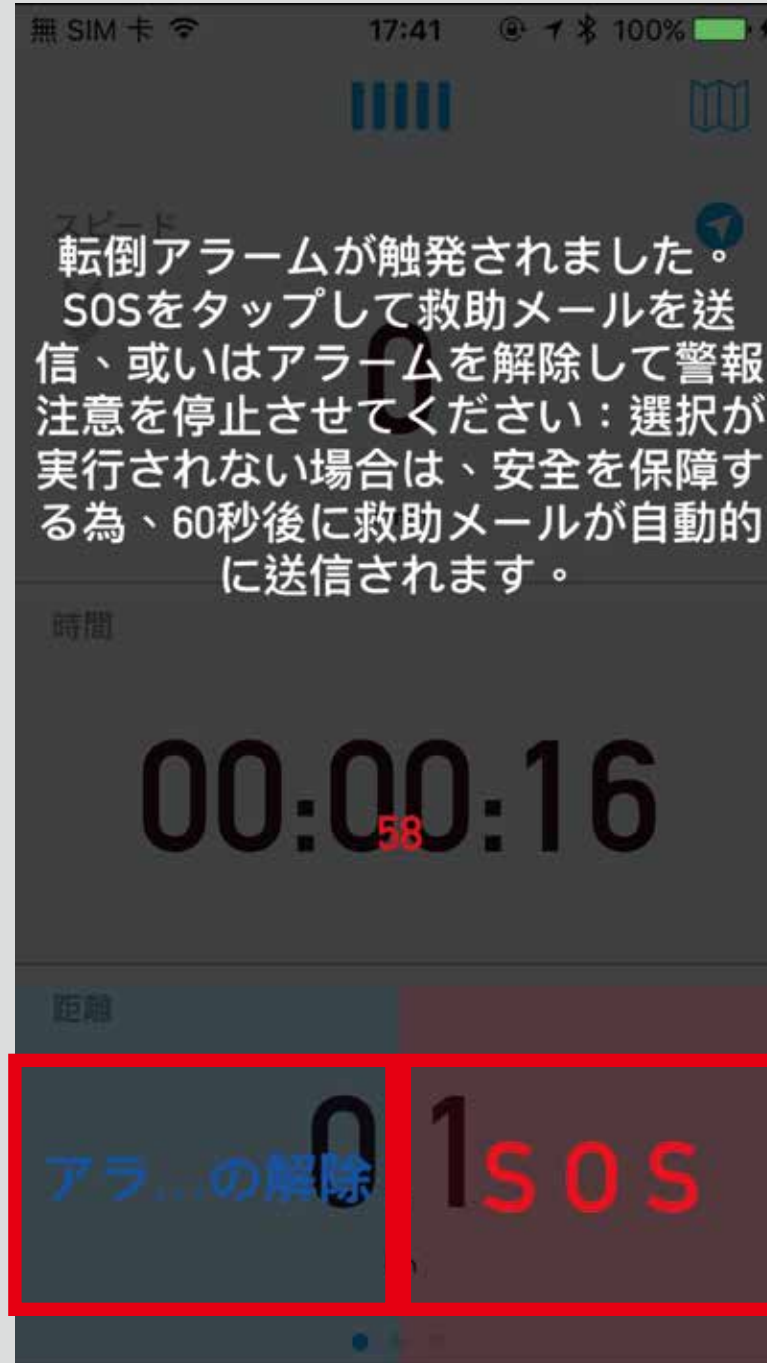 無 SIM 卡 17:41 100%
スピード
転倒アラームが触発されました。
SOSをタップして救助メールを送
信、或いはアラームを解除して警報
注意を停止させてください：選択が
実行されない場合は、安全を保障す
る為、60秒後に救助メールが自動的
に送信されます。
0
時間
00:00:16
58
距離
0.1
アラ...の解除
SOS